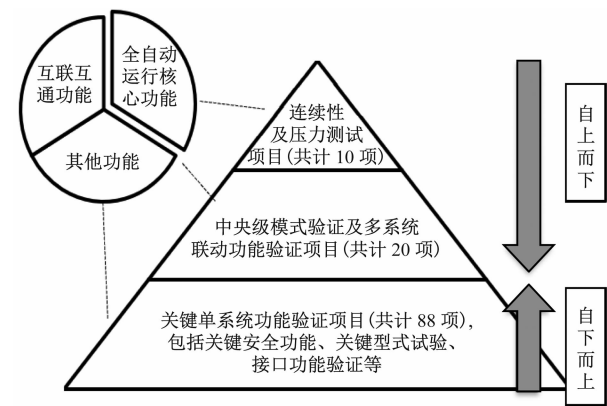 互联互
通功能
全自动
运行核
心功能
其他功能
连续性
及压力测试
项目(共计 10 项)
中央级模式验证及多系统
联动功能验证项目(共计 20 项)
关键单系统功能验证项目(共计 88 项),
包括关键安全功能、关键型式试验、
接口功能验证等
自上而下
自下而上